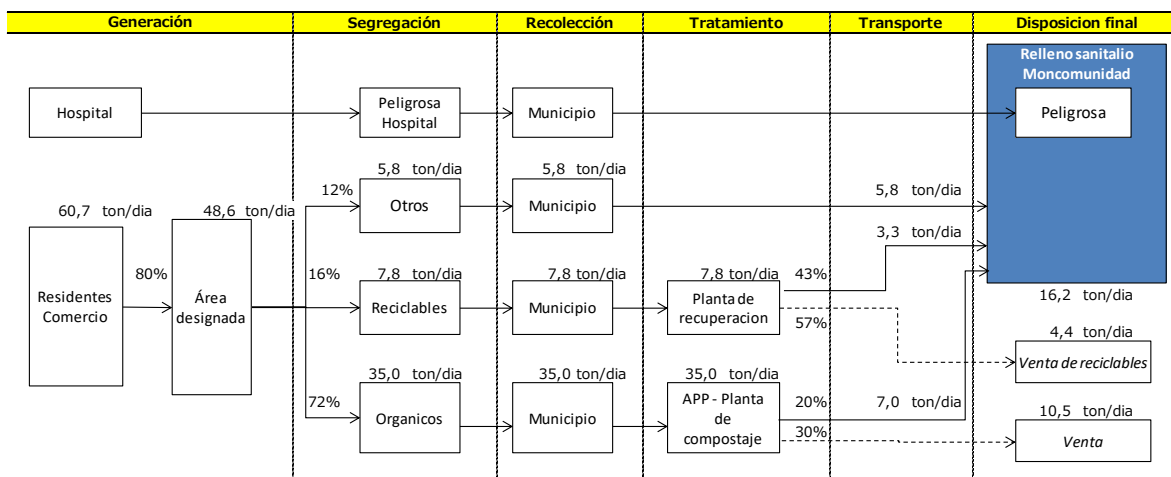 Generación
Segregación
Recolección
Tratamiento
Transporte
Disposicion final
Relleno sanitalio
Moncomunidad
Hospital
Peligrosa
Hospital
Municipio
Peligrosa
5,8 ton/dia
5,8 ton/dia
12%
Otros
Municipio
5,8 ton/dia
60,7 ton/dia
48,6 ton/dia
3,3 ton/dia
80%
16%
7,8 ton/dia
7,8 ton/dia
7,8 ton/dia
43%
Residentes
Comercio
Área
designada
Reciclables
Municipio
Planta de
recuperacion
57%
16,2 ton/dia
4,4 ton/dia
Venta de reciclables
35,0 ton/dia
35,0 ton/dia
35,0 ton/dia
72%
Organicos
Municipio
APP - Planta
de
compostaje
20%
30%
7,0 ton/dia
10,5 ton/dia
Venta